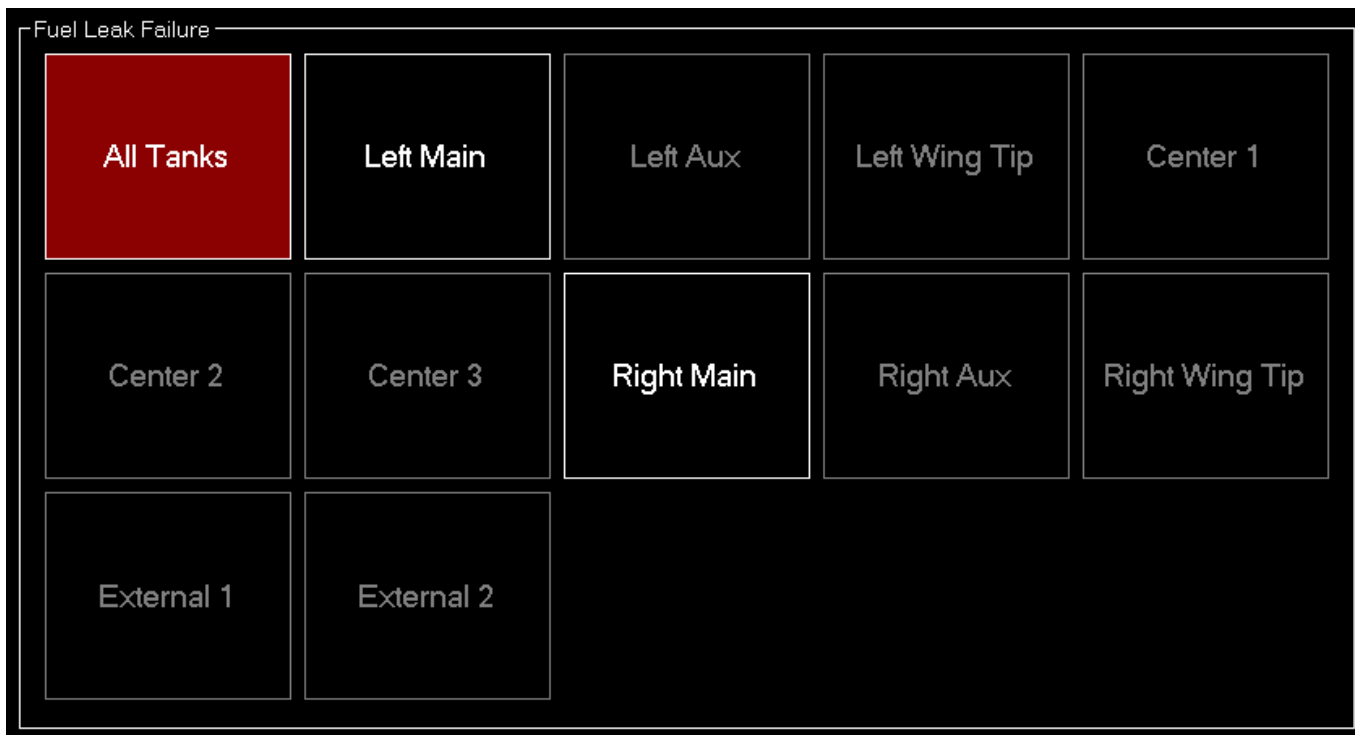 Fuel Leak Failure
All Tanks
Left Main
Left Aux
Left Wing Tip
Center 1
Center 2
Center 3
Right Main
Right Aux
Right Wing Tip
External 1
External 2